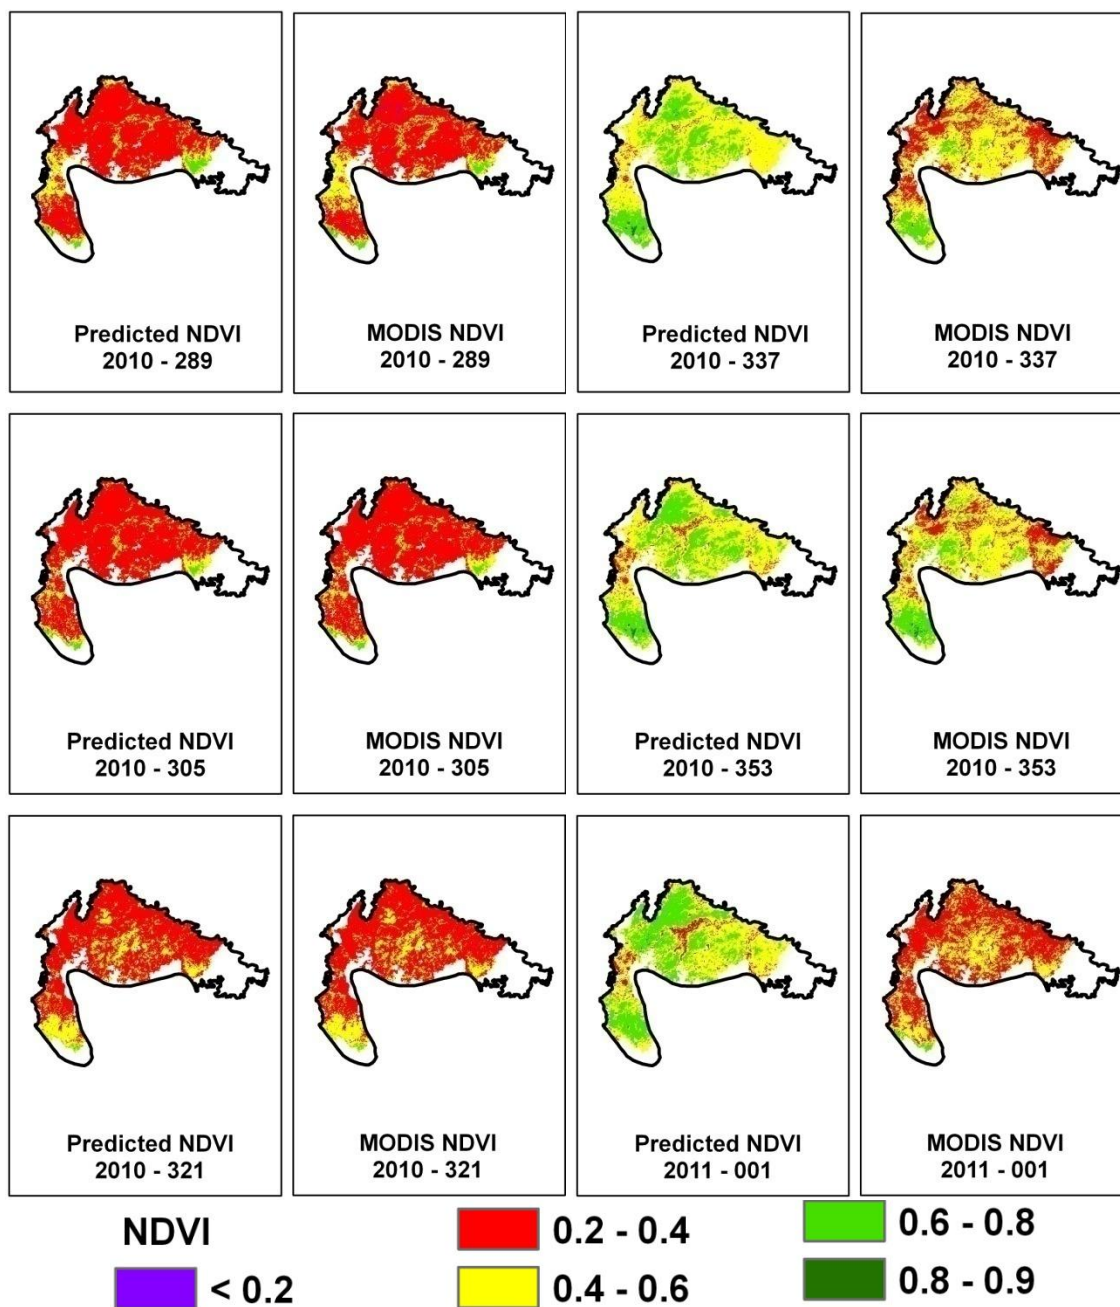 Predicted NDVI
2010 - 289
MODIS NDVI
2010 - 289
Predicted NDVI
2010 - 337
MODIS NDVI
2010 - 337
Predicted NDVI
2010 - 305
MODIS NDVI
2010 - 305
Predicted NDVI
2010 - 353
MODIS NDVI
2010 - 353
Predicted NDVI
2010 - 321
MODIS NDVI
2010 - 321
Predicted NDVI
2011 - 001
MODIS NDVI
2011 - 001
NDVI
< 0.2
0.2 - 0.4
0.4 - 0.6
0.6 - 0.8
0.8 - 0.9